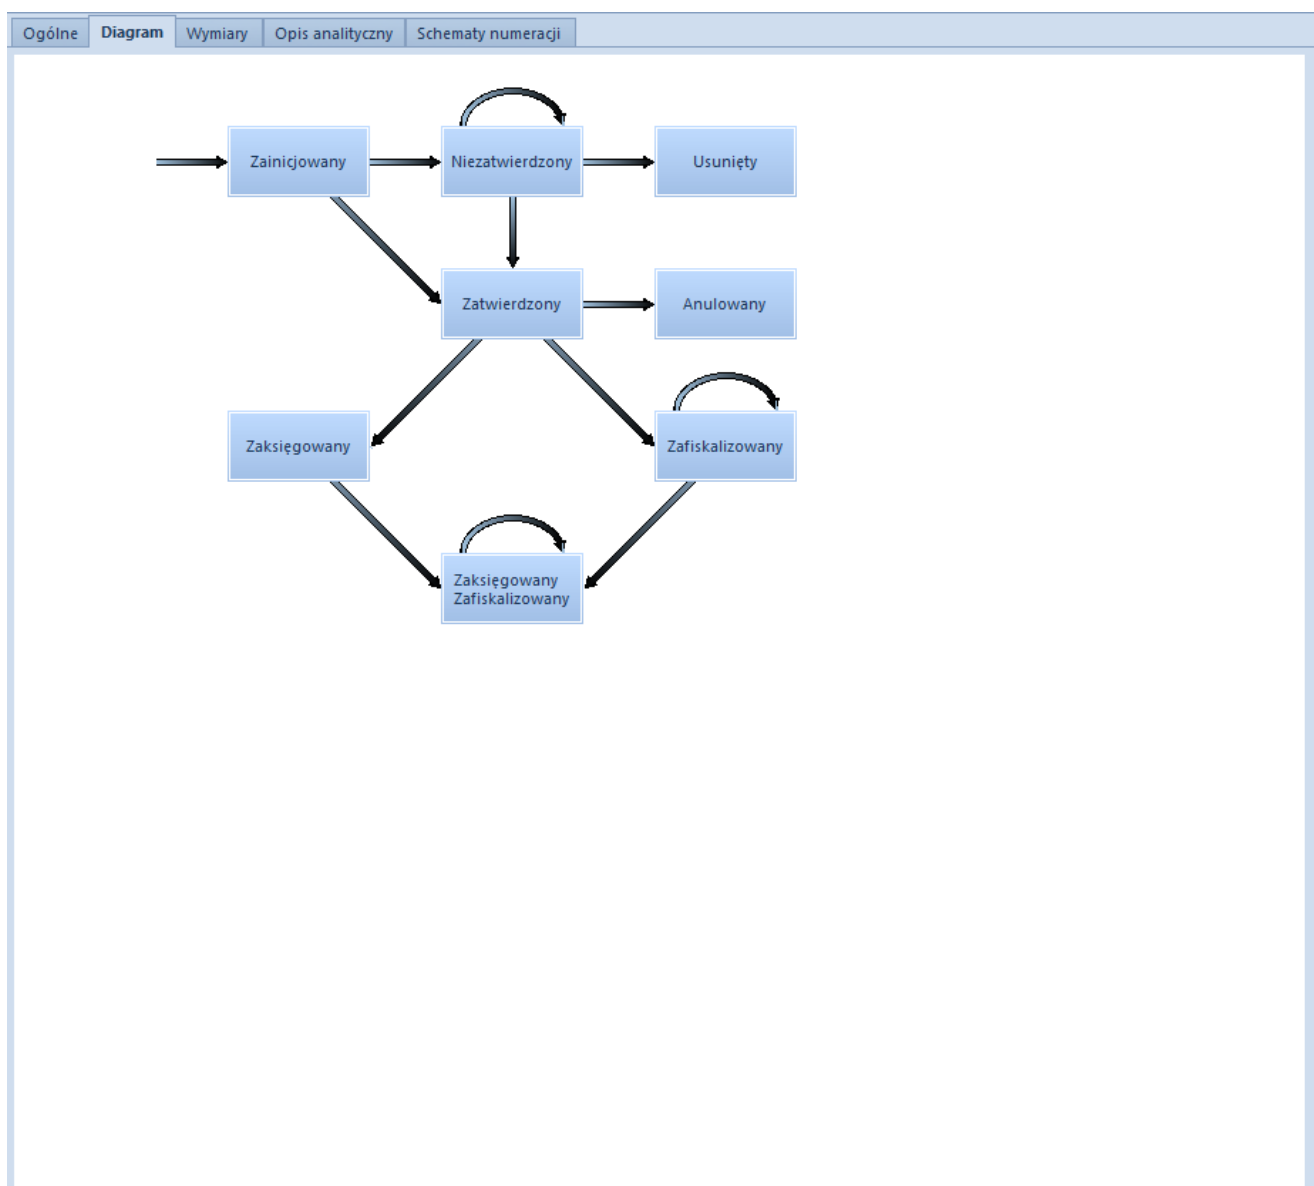 Ogólne
Diagram
Wymiary
Opis analityczny
Schematy numeracji
Zainicjowany
Niezatwierdzony
Usunięty
Zatwierdzony
Anulowany
Zaksięgowany
Zafiskalizowany
Zaksięgowany
Zafiskalizowany